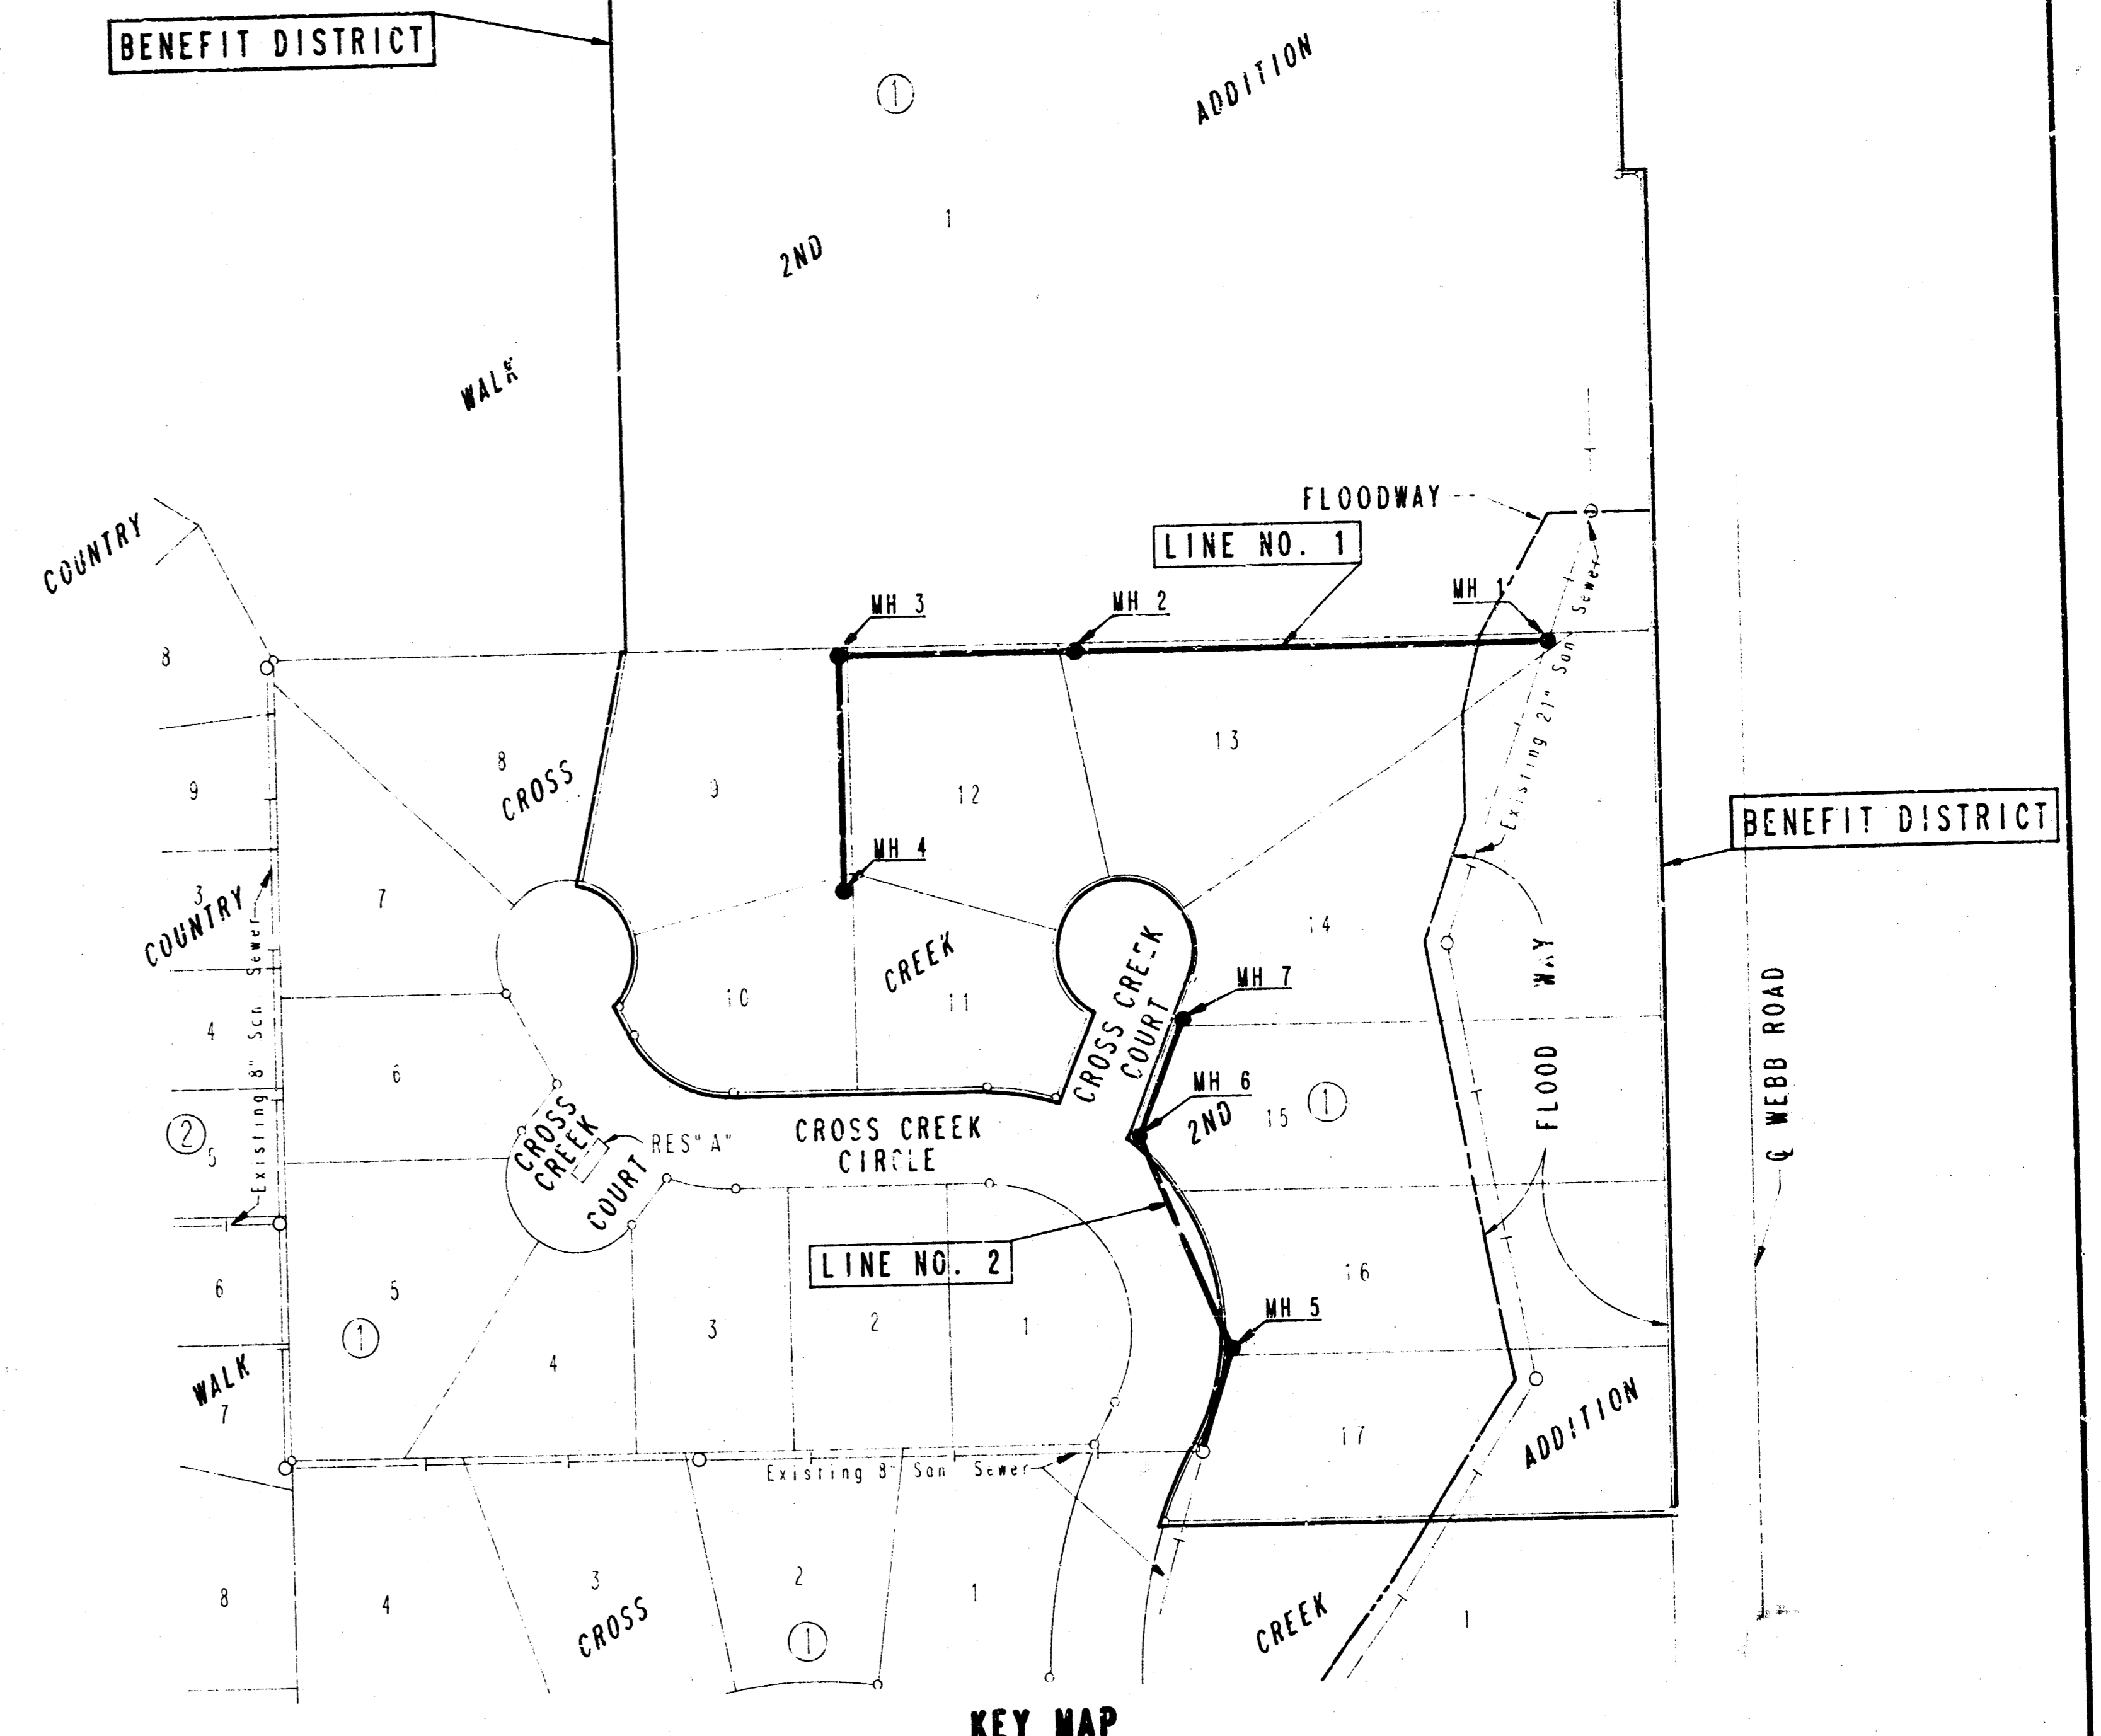 BENEFIT DISTRICT
ADDITION
1
1
2ND
WALK
COUNTRY
FLOODWAY
LINE NO. 1
MH 3
MH 2
MH 1
Existing 21" San Sewer
8
8
CROSS
9
12
13
9
BENEFIT DISTRICT
MH 4
3
COUNTRY
7
CREEK
14
10
11
CROSS CREEK
COURT
MH 7
FLOOD WAY
℄ WEBB ROAD
4
Existing 8" San Sewer
6
MH 6
2ND
15
1
2
5
CROSS
CREEK
COURT
RES "A"
CROSS CREEK
CIRCLE
LINE NO. 2
16
6
5
1
4
3
2
1
MH 5
WALK
7
17
ADDITION
Existing 8" San Sewer
8
4
3
CROSS
2
1
1
CREEK
1
KEY MAP